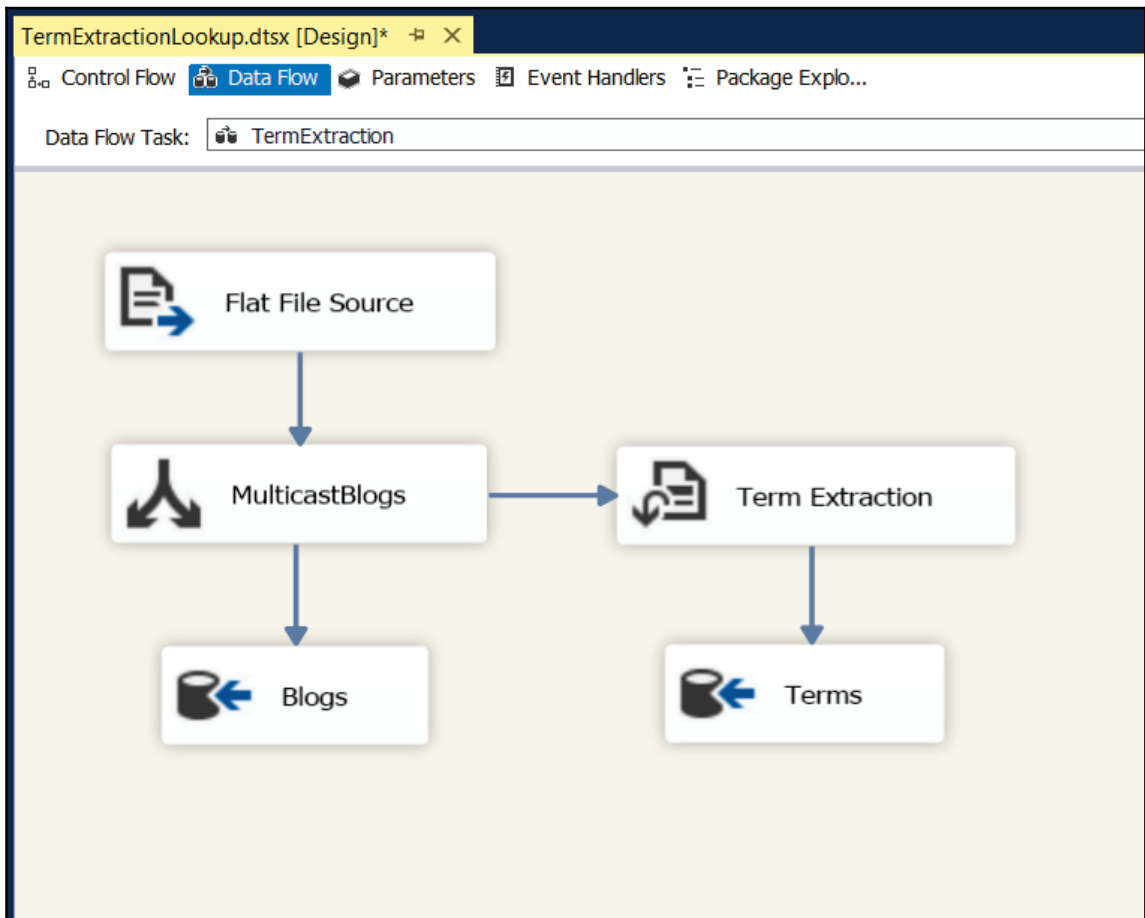 TermExtractionLookup.dtsx [Design]*
Control Flow Data Flow Parameters Event Handlers Package Explo...
Data Flow Task: TermExtraction
Flat File Source
MulticastBlogs Term Extraction
Blogs Terms